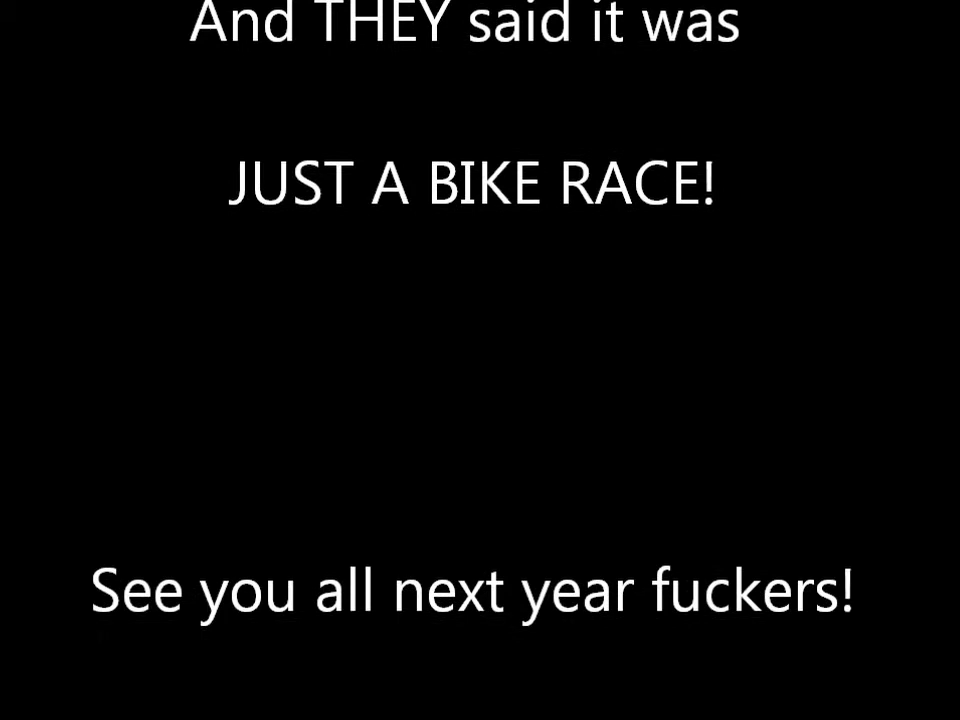 And THEY said it was
JUST A BIKE RACE!
See you all next year fuckers!